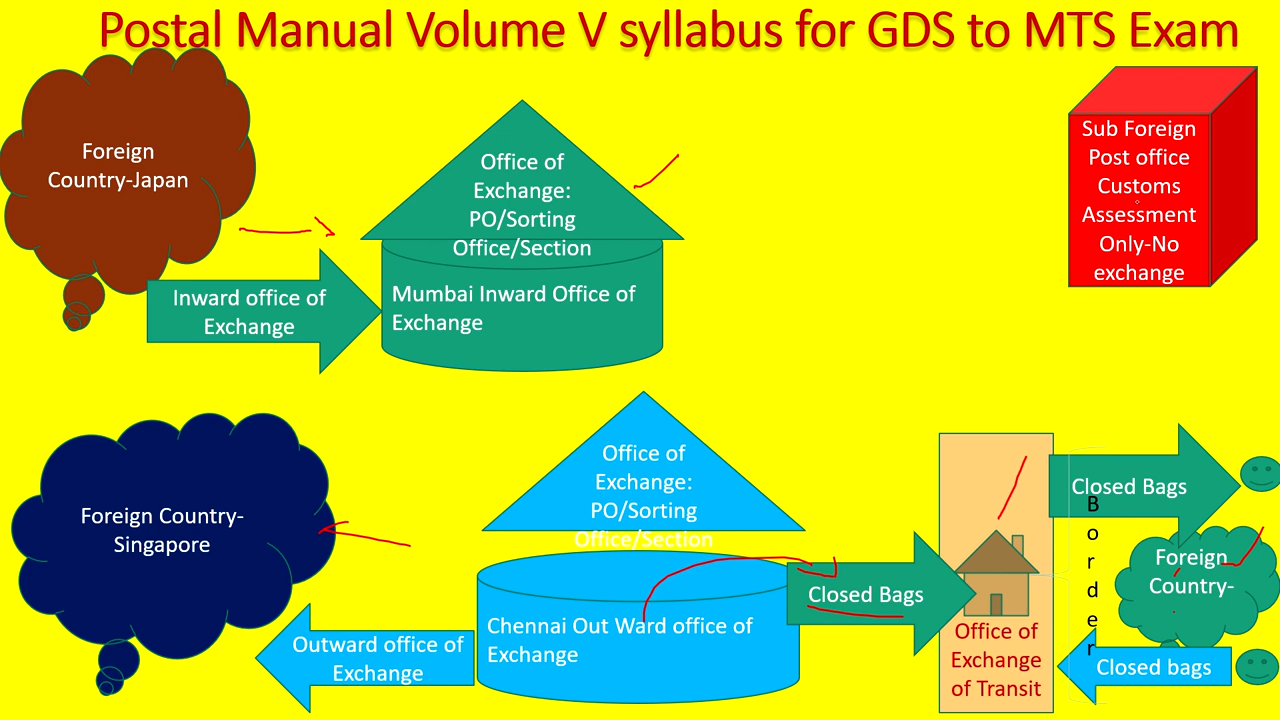 Postal Manual Volume V syllabus for GDS to MTS Exam
Foreign
Country-Japan
Office of
Exchange:
PO/Sorting
Office/Section
Sub Foreign
Post office
Customs
Assessment
Only-No
exchange
Inward office of
Exchange
Mumbai Inward Office of
Exchange
Foreign Country-
Singapore
Office of
Exchange:
PO/Sorting
Office/Section
Outward office of
Exchange
Chennai Out Ward office of
Exchange
Closed Bags
Office of
Exchange
of Transit
Closed Bags
B
o
r
d
e
r
Foreign
Country-
Closed bags